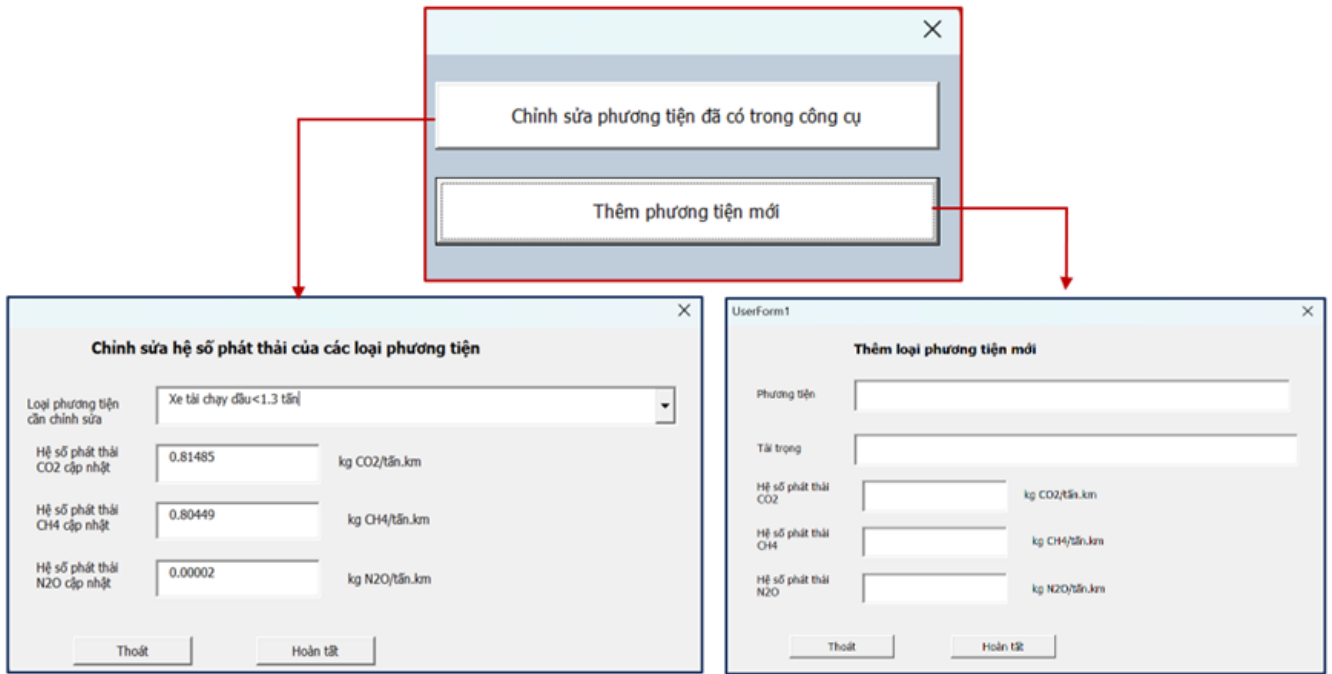 Chỉnh sửa phương tiện đã có trong công cụ
Thêm phương tiện mới
Chỉnh sửa hệ số phát thải của các loại phương tiện
Loại phương tiện
cần chỉnh sửa
Xe tải chạy dầu<1.3 tấn
Hệ số phát thải
CO2 cập nhật
0.81485
kg CO2/tấn.km
Hệ số phát thải
CH4 cập nhật
0.80449
kg CH4/tấn.km
Hệ số phát thải
N2O cập nhật
0.00002
kg N2O/tấn.km
Thoát
Hoàn tất
UserForm1
Thêm loại phương tiện mới
Phương tiện
Tải trọng
Hệ số phát thải
CO2
kg CO2/tấn.km
Hệ số phát thải
CH4
kg CH4/tấn.km
Hệ số phát thải
N2O
kg N2O/tấn.km
Thoát
Hoàn tất